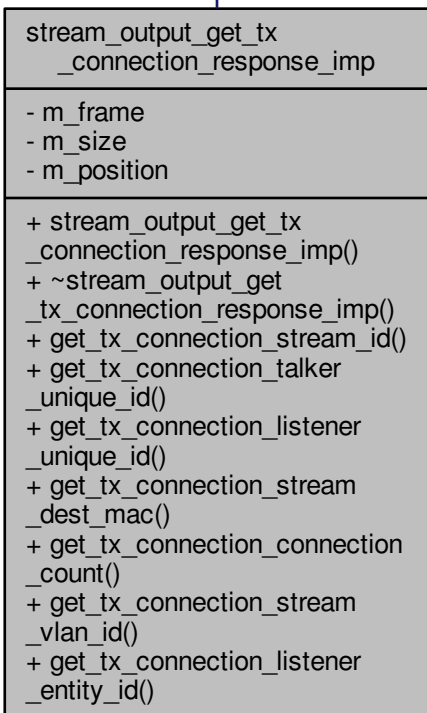 stream_output_get_tx
_connection_response_imp
- m_frame
- m_size
- m_position
+ stream_output_get_tx
_connection_response_imp()
+ ~stream_output_get
_tx_connection_response_imp()
+ get_tx_connection_stream_id()
+ get_tx_connection_talker
_unique_id()
+ get_tx_connection_listener
_unique_id()
+ get_tx_connection_stream
_dest_mac()
+ get_tx_connection_connection
_count()
+ get_tx_connection_stream
_vlan_id()
+ get_tx_connection_listener
_entity_id()